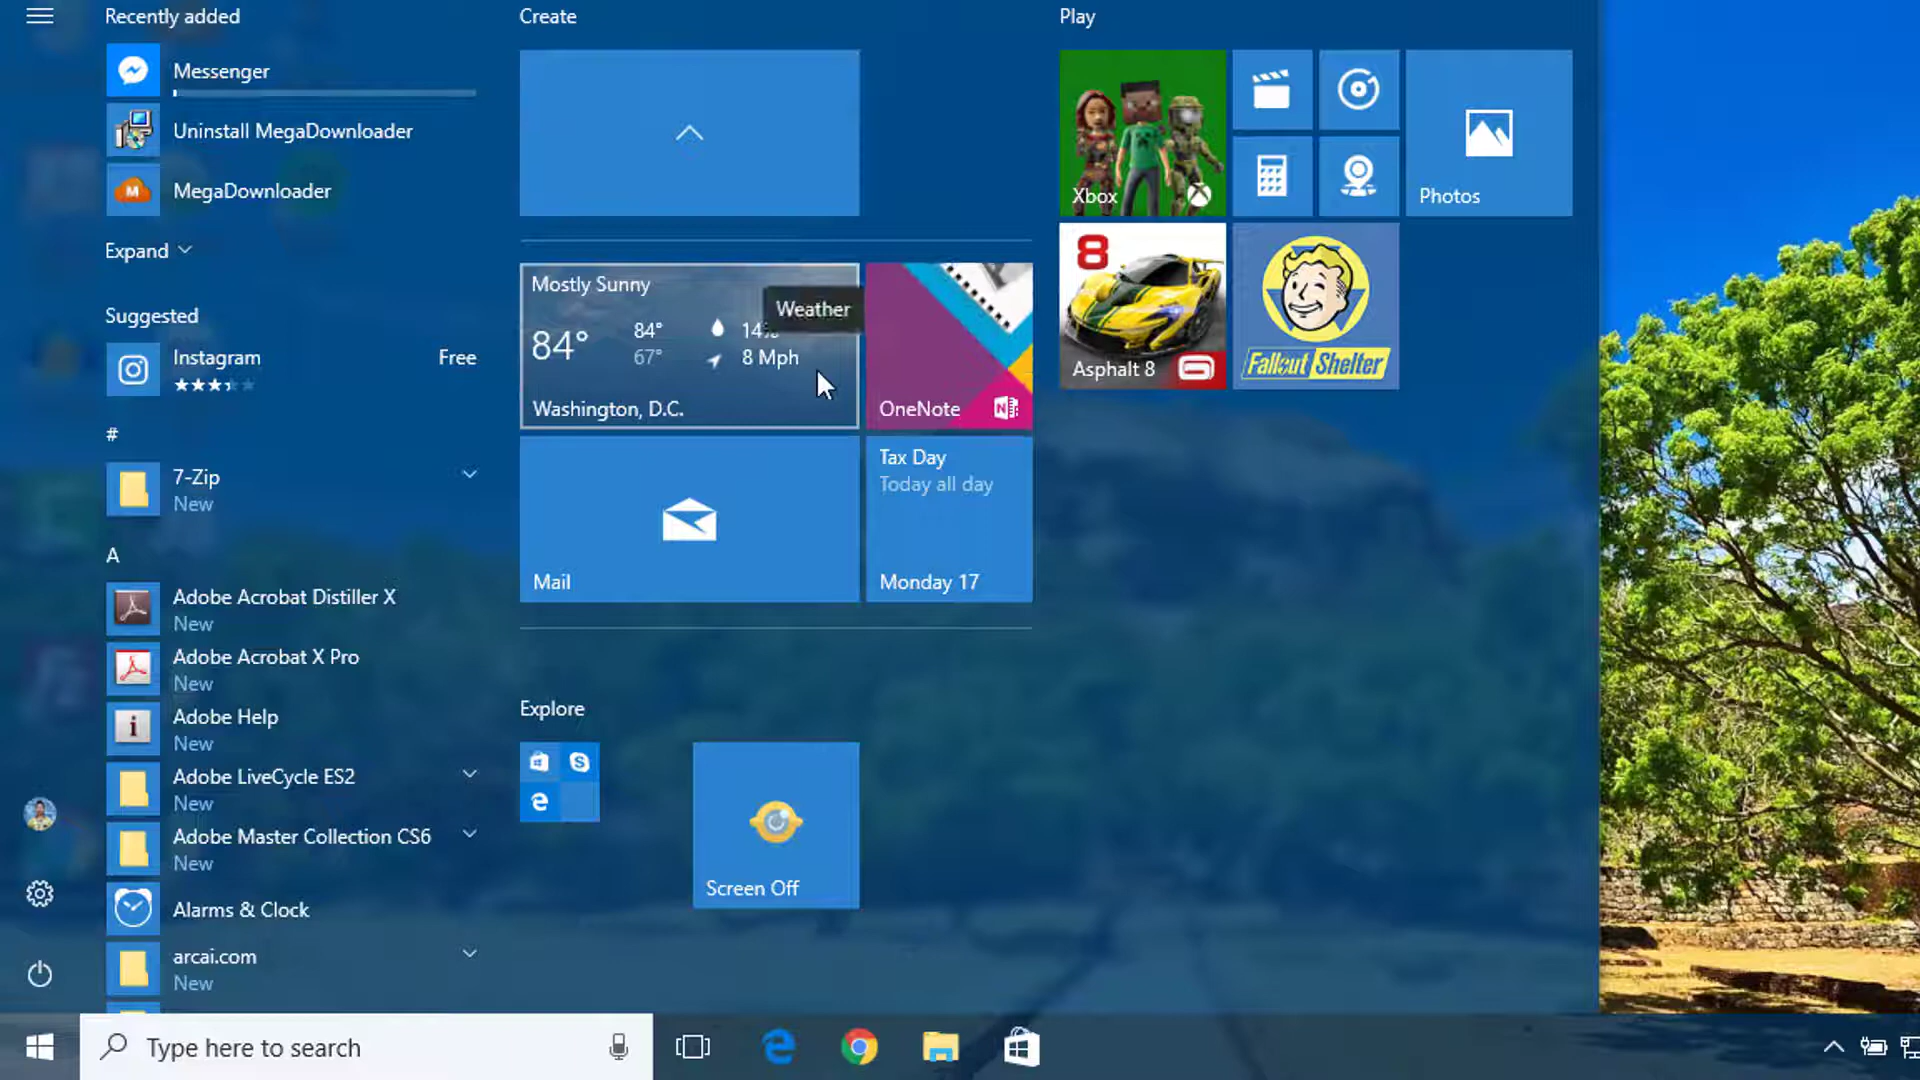 Recently added
Messenger
Uninstall MegaDownloader
M
MegaDownloader
Expand
Suggested
Instagram
Free
#
7-Zip
New
A
Adobe Acrobat Distiller X
New
Adobe Acrobat X Pro
New
Adobe Help
New
Adobe LiveCycle ES2
New
Adobe Master Collection CS6
New
Alarms & Clock
arcai.com
New
Create
Mostly Sunny
Weather
84°
84°
67°
8 Mph
Washington, D.C.
OneNote
N
Mail
Tax Day
Today all day
Monday 17
Explore
Screen Off
Play
Xbox
Photos
8
Asphalt 8
Fallout Shelter
Type here to search